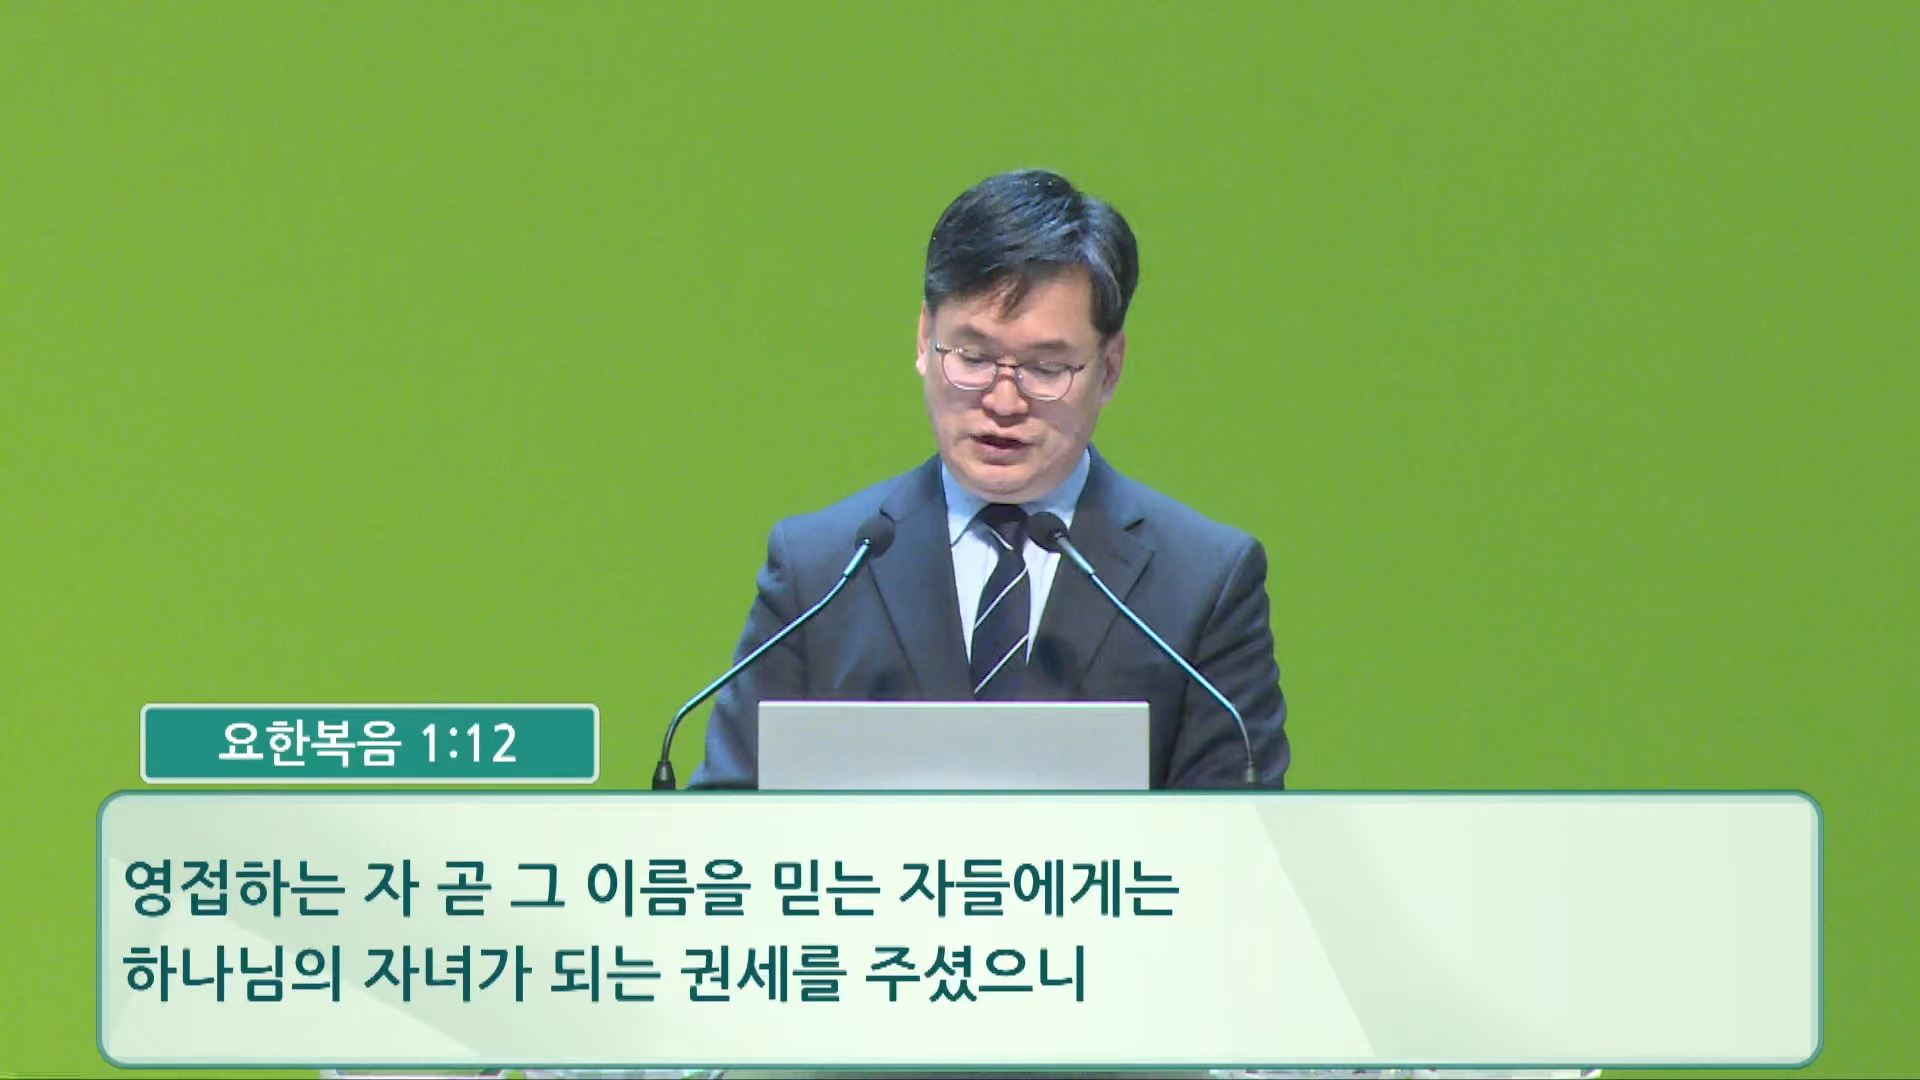 요한복음 1:12
영접하는 자 곧 그 이름을 믿는 자들에게는
하나님의 자녀가 되는 권세를 주셨으니